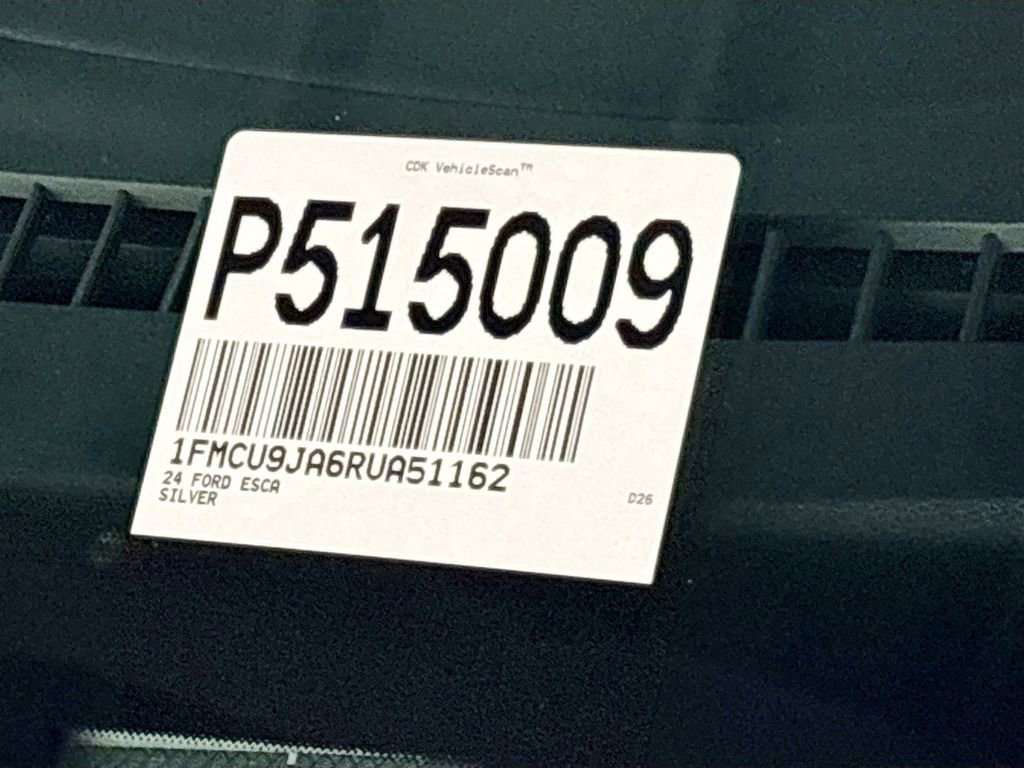 CDK VehicleScan™
P515009
1FMCU9JA6RUA51162
24 FORD ESCA
SILVER
D26